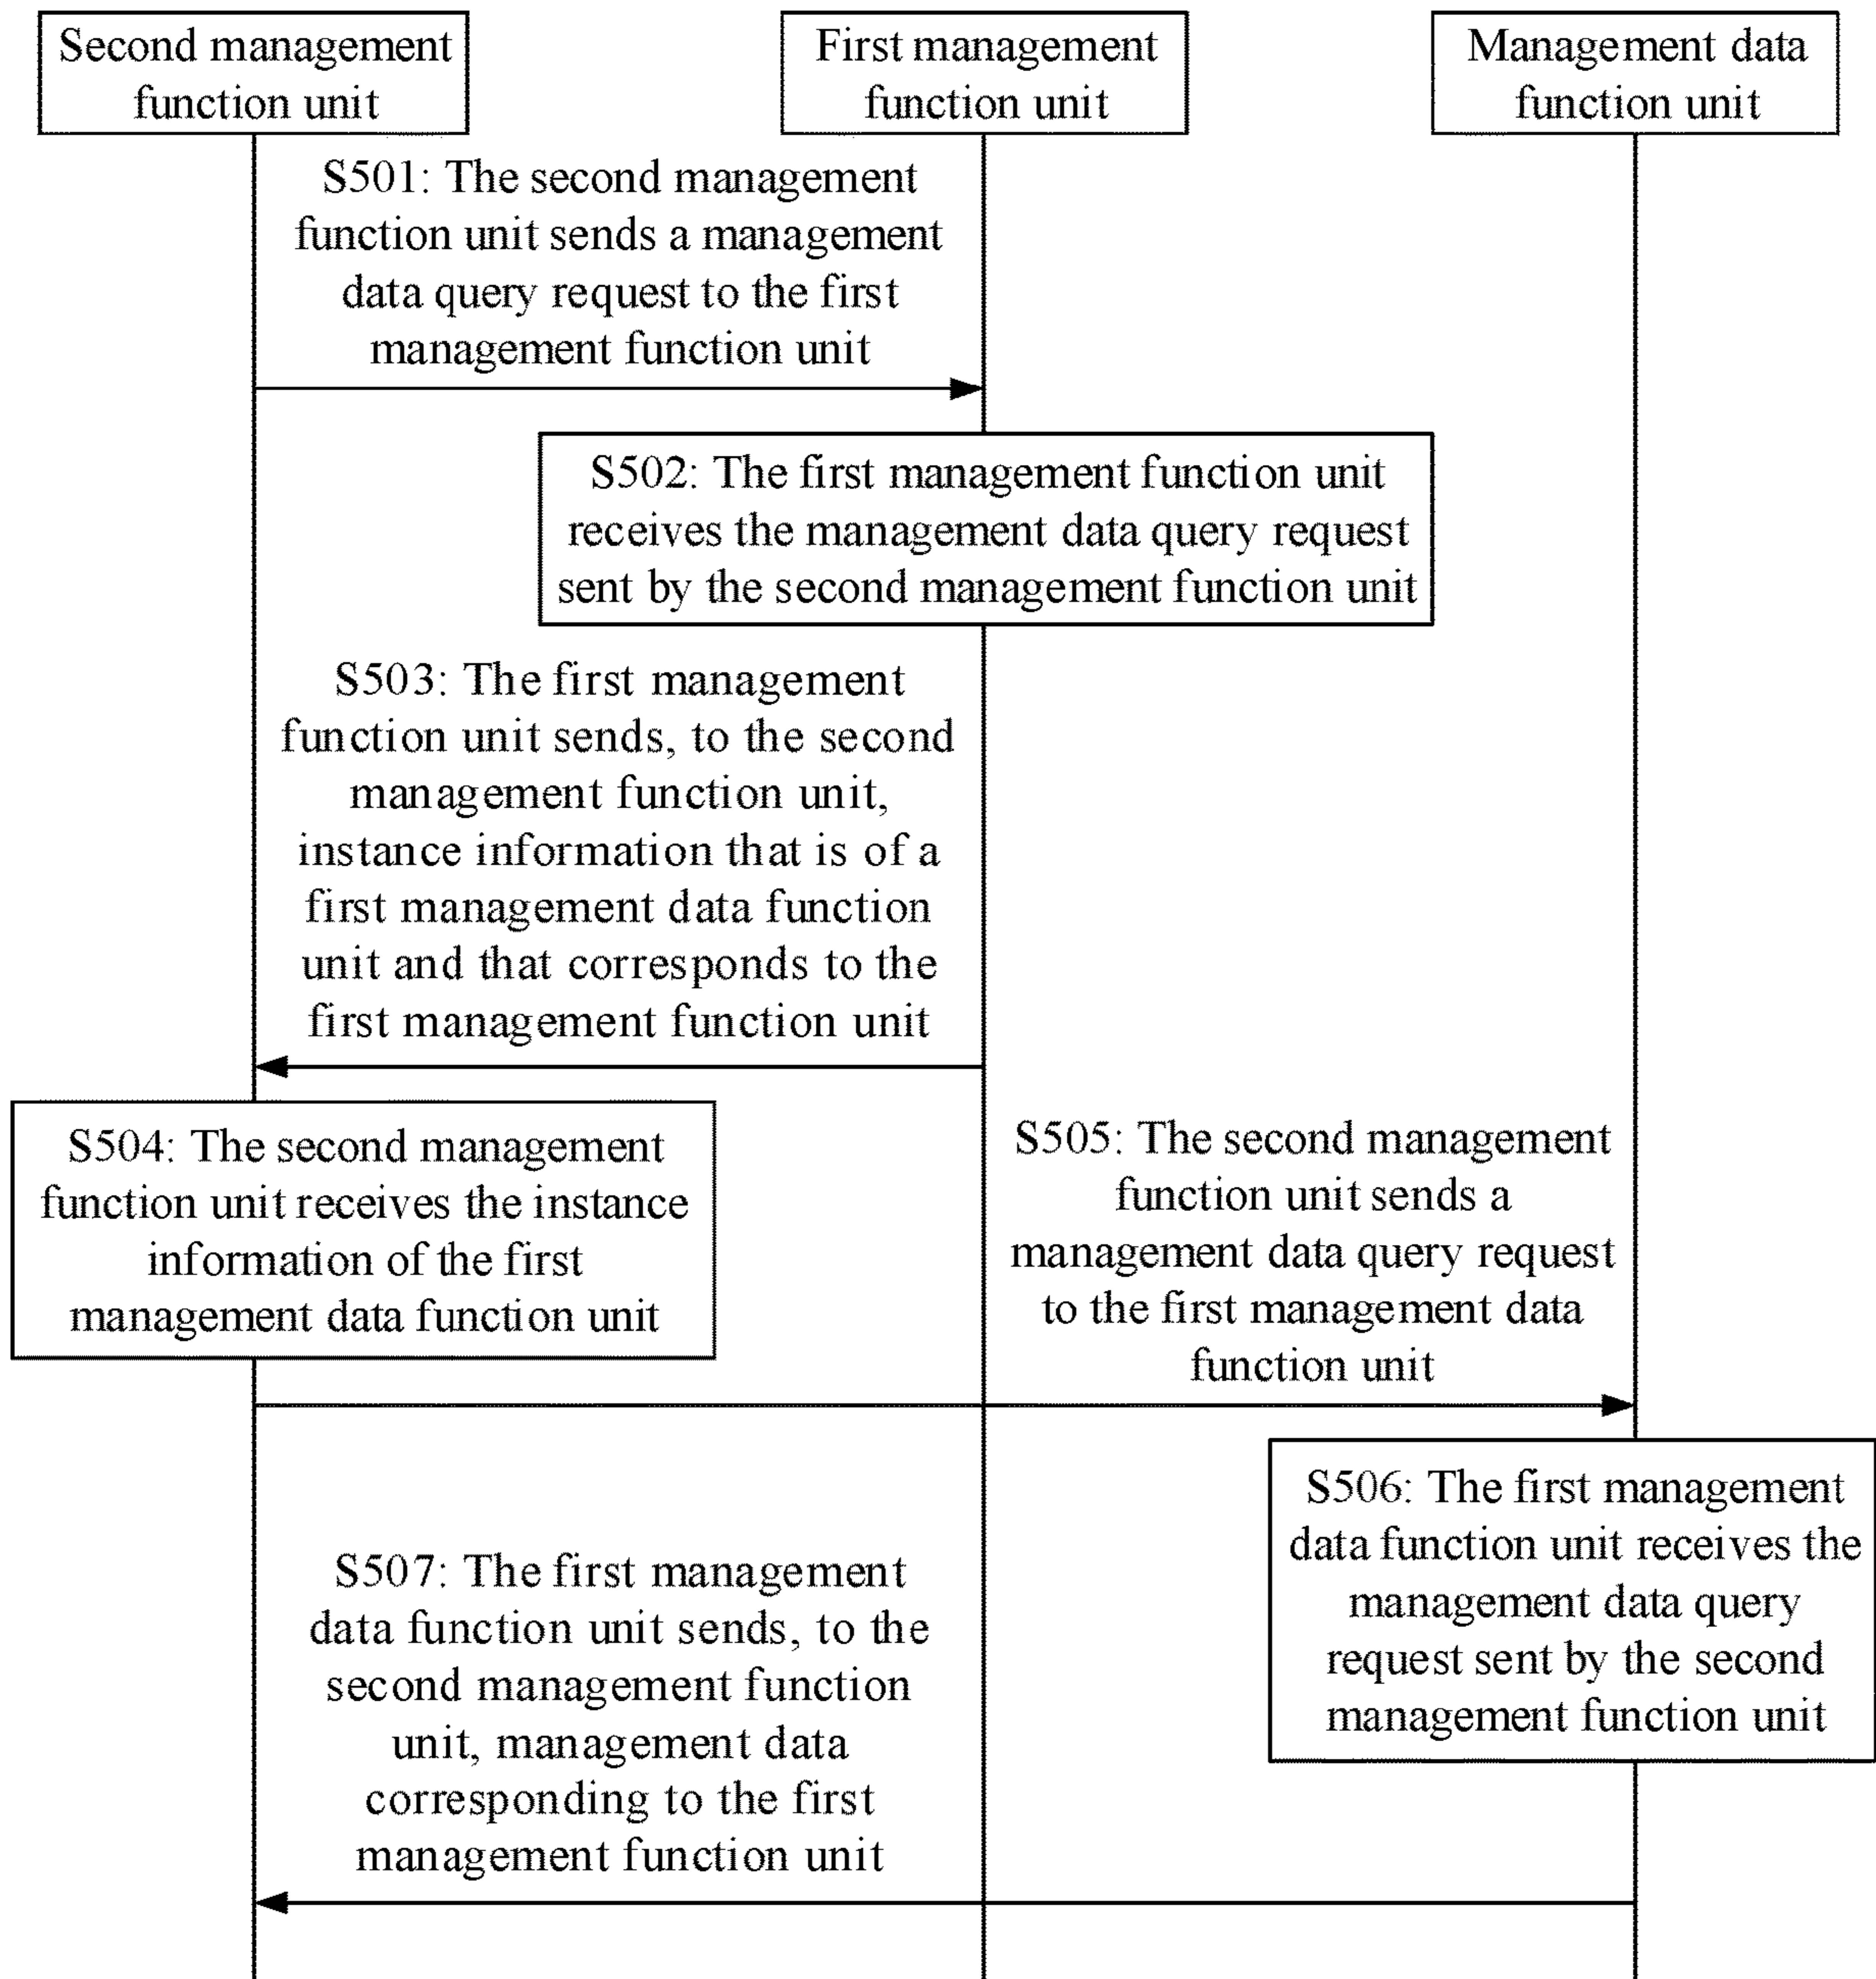 Second management
function unit
First management
function unit
Management data
function unit
S501: The second management
function unit sends a management
data query request to the first
management function unit
S502: The first management function unit
receives the management data query request
sent by the second management function unit
S503: The first management
function unit sends, to the second
management function unit,
instance information that is of a
first management data function
unit and that corresponds to the
first management function unit
S504: The second management
function unit receives the instance
information of the first
management data function unit
S505: The second management
function unit sends a
management data query request
to the first management data
function unit
S506: The first management
data function unit receives the
management data query
request sent by the second
management function unit
S507: The first management
data function unit sends, to the
second management function
unit, management data
corresponding to the first
management function unit